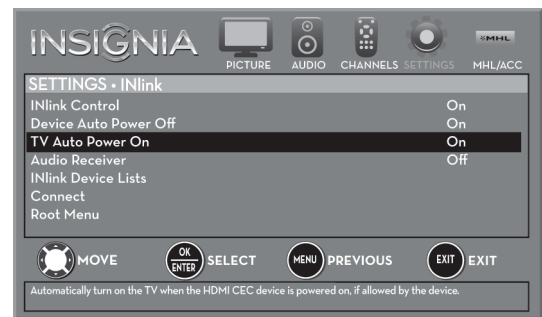 INSIGNIA
PICTURE AUDIO CHANNELS SETTINGS MHL MHL/ACC
SETTINGS • INlink
INlink Control On
Device Auto Power Off On
TV Auto Power On On
Audio Receiver Off
INlink Device Lists
Connect
Root Menu
MOVE OK ENTER SELECT MENU PREVIOUS EXIT EXIT
Automatically turn on the TV when the HDMI CEC device is powered on, if allowed by the device.